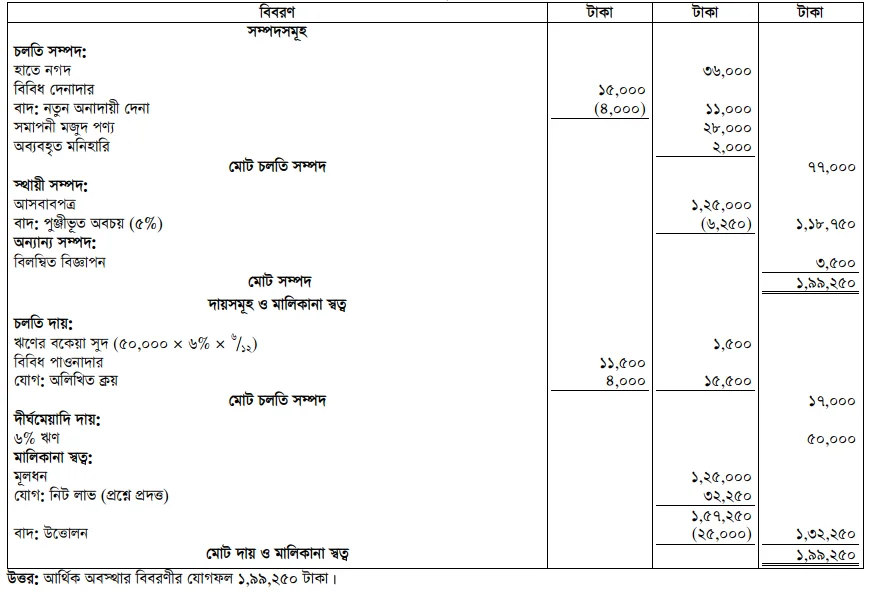 বিবরণ টাকা টাকা টাকা
সম্পদসমূহ
চলতি সম্পদ:
হাতে নগদ ৩৬,০০০
বিবিধ দেনাদার ১৫,০০০
বাদ: নতুন অনাদায়ী দেনা (৪,০০০) ১১,০০০
সমাপনী মজুদ পণ্য ২৮,০০০
অব্যবহৃত মনিহারি ২,০০০
মোট চলতি সম্পদ ৭৭,০০০
স্থায়ী সম্পদ:
আসবাবপত্র ১,২৫,০০০
বাদ: পুঞ্জীভূত অবচয় (৫%) (৬,২৫০) ১,১৮,৭৫০
অন্যান্য সম্পদ:
বিলম্বিত বিজ্ঞাপন ৩,৫০০
মোট সম্পদ ১,৯৯,২৫০
দায়সমূহ ও মালিকানা স্বত্ব
চলতি দায়:
ঋণের বকেয়া সুদ (৫০,০০০ × ৬% × ৬/১২) ১,৫০০
বিবিধ পাওনাদার ১১,৫০০
যোগ: অলিখিত ক্রয় ৪,০০০ ১৫,৫০০
মোট চলতি সম্পদ ১৭,০০০
দীর্ঘমেয়াদি দায়:
৬% ঋণ ৫০,০০০
মালিকানা স্বত্ব:
মূলধন ১,২৫,০০০
যোগ: নিট লাভ (প্রশ্নে প্রদত্ত) ৩২,২৫০
১,৫৭,২৫০
বাদ: উত্তোলন (২৫,০০০) ১,৩২,২৫০
মোট দায় ও মালিকানা স্বত্ব ১,৯৯,২৫০
উত্তর: আর্থিক অবস্থার বিবরণীর যোগফল ১,৯৯,২৫০ টাকা।